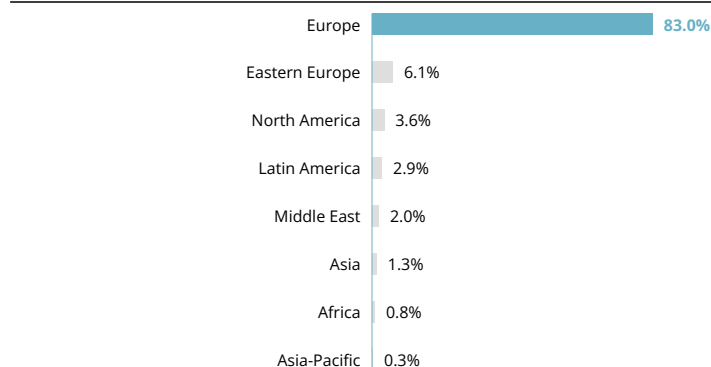 Europe 83.0%
Eastern Europe 6.1%
North America 3.6%
Latin America 2.9%
Middle East 2.0%
Asia 1.3%
Africa 0.8%
Asia-Pacific 0.3%